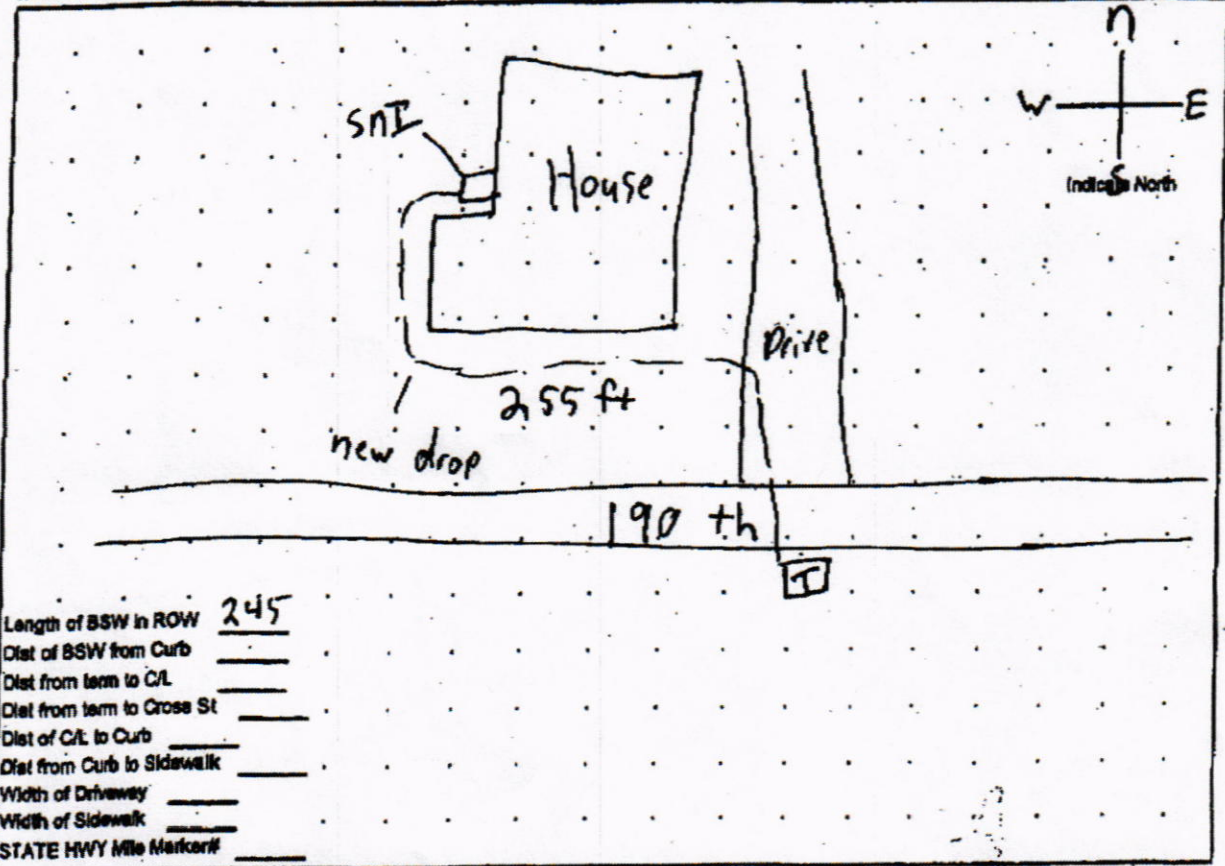 n
W E
S
Indicate North
SnI
House
Drive
255 ft
new drop
190 th
T
Length of BSW in ROW 245
Dist of BSW from Curb
Dist from term to C/L
Dist from term to Cross St
Dist of C/L to Curb
Dist from Curb to Sidewalk
Width of Driveway
Width of Sidewalk
STATE HWY Mile Marker#